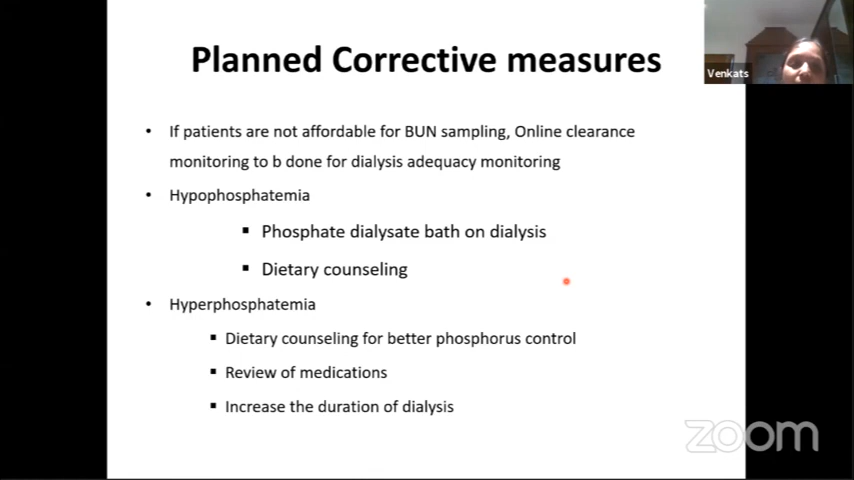 Planned Corrective measures
Venkats
• If patients are not affordable for BUN sampling, Online clearance
monitoring to b done for dialysis adequacy monitoring
• Hypophosphatemia
▪ Phosphate dialysate bath on dialysis
▪ Dietary counseling
• Hyperphosphatemia
▪ Dietary counseling for better phosphorus control
▪ Review of medications
▪ Increase the duration of dialysis
zoom